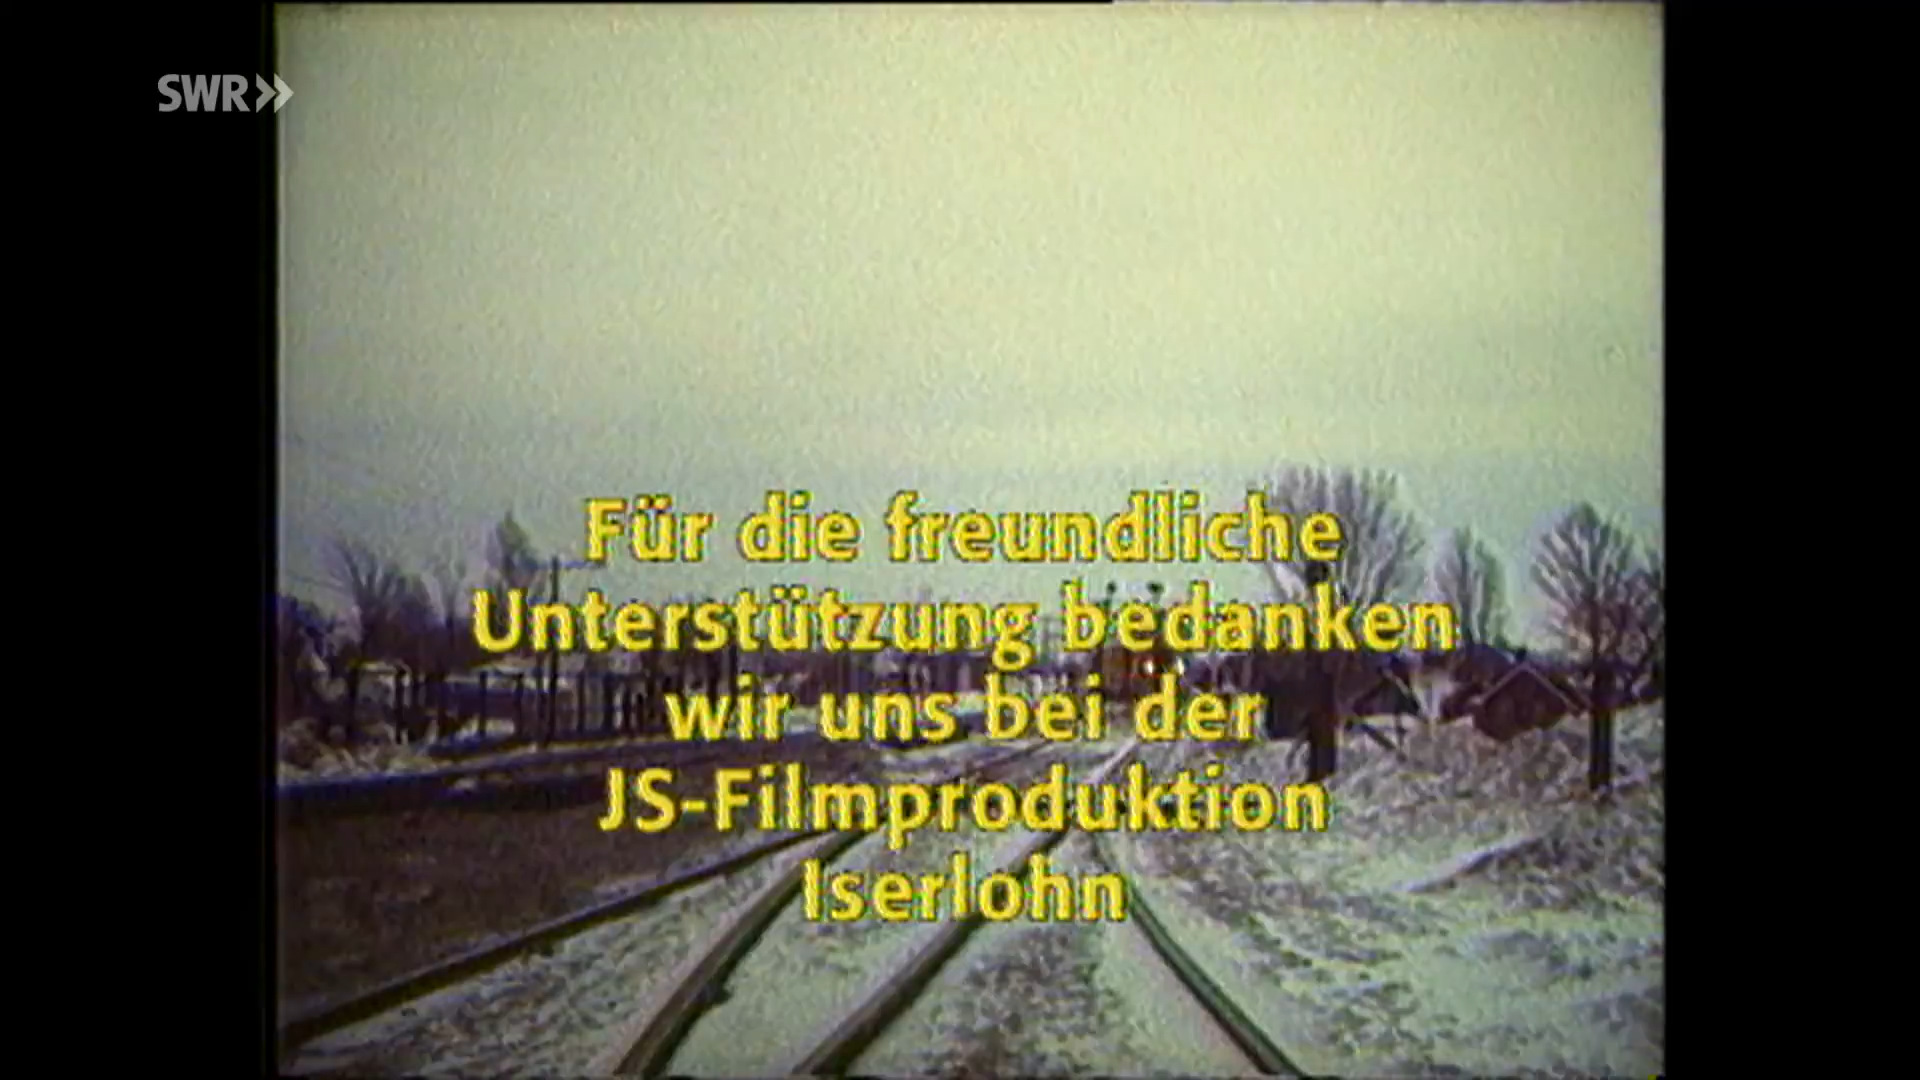 SWR
Für die freundliche
Unterstützung bedanken
wir uns bei der
JS-Filmproduktion
Iserlohn